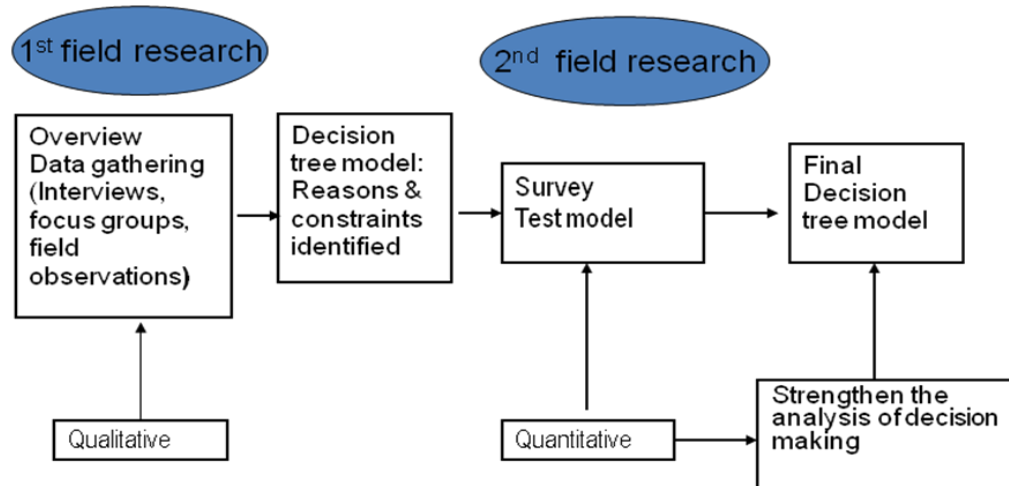 1st field research
2nd field research
Overview
Data gathering
(Interviews,
focus groups,
field
observations)
Decision
tree model:
Reasons &
constraints
identified
Survey
Test model
Final
Decision
tree model
Qualitative
Quantitative
Strengthen the
analysis of decision
making